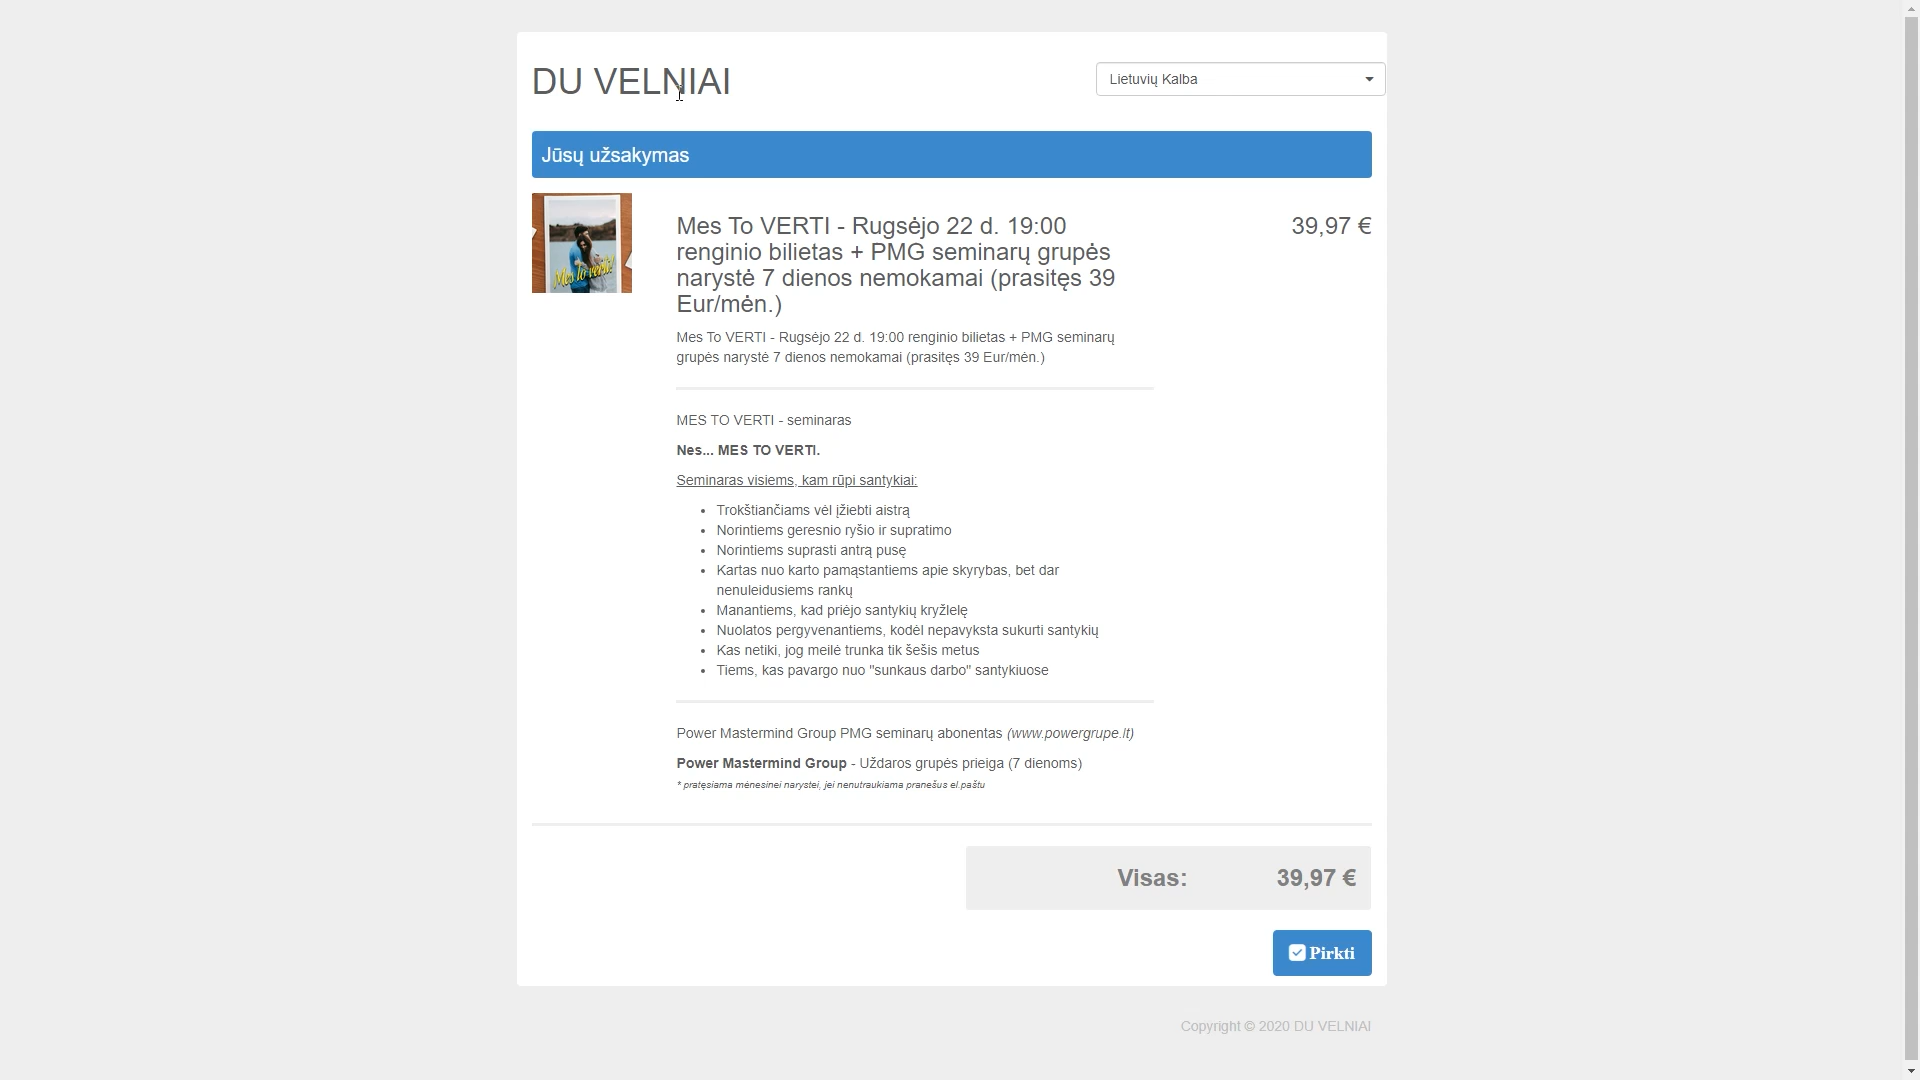 DU VELNIAI
Lietuvių Kalba
Jūsų užsakymas
Mes to verti!
Mes To VERTI - Rugsėjo 22 d. 19:00
renginio bilietas + PMG seminarų grupės
narystė 7 dienos nemokamai (prasitęs 39
Eur/mėn.)
39,97 €
Mes To VERTI - Rugsėjo 22 d. 19:00 renginio bilietas + PMG seminarų
grupės narystė 7 dienos nemokamai (prasitęs 39 Eur/mėn.)
MES TO VERTI - seminaras
Nes... MES TO VERTI.
Seminaras visiems, kam rūpi santykiai:
• Trokštiančiams vėl įžiebti aistrą
• Norintiems geresnio ryšio ir supratimo
• Norintiems suprasti antrą pusę
• Kartas nuo karto pamąstantiems apie skyrybas, bet dar
nenuleidusiems rankų
• Manantiems, kad priėjo santykių kryžlelę
• Nuolatos pergyvenantiems, kodėl nepavyksta sukurti santykių
• Kas netiki, jog meilė trunka tik šešis metus
• Tiems, kas pavargo nuo "sunkaus darbo" santykiuose
Power Mastermind Group PMG seminarų abonentas (www.powergrupe.lt)
Power Mastermind Group - Uždaros grupės prieiga (7 dienoms)
* pratęsiama mėnesinei narystei, jei nenutraukiama pranešus el.paštu
Visas: 39,97 €
Pirkti
Copyright © 2020 DU VELNIAI